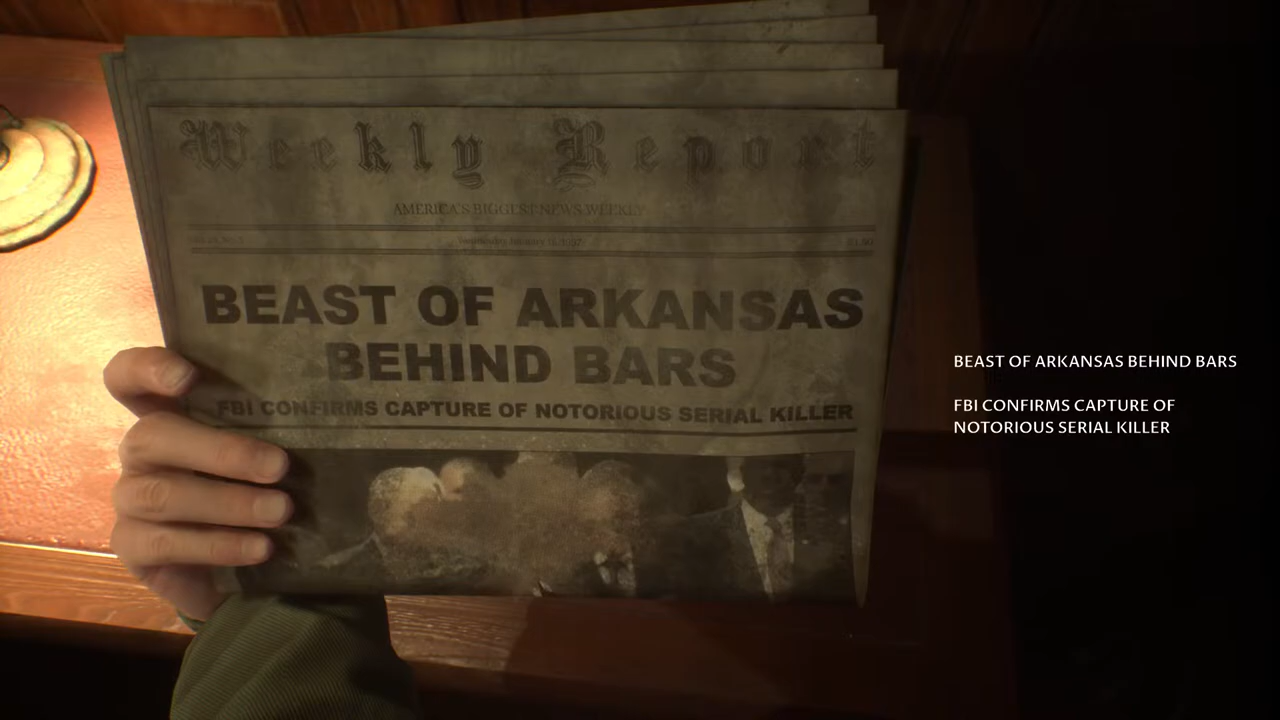 Weekly Report
AMERICA'S BIGGEST NEWS WEEKLY
BEAST OF ARKANSAS
BEHIND BARS
FBI CONFIRMS CAPTURE OF NOTORIOUS SERIAL KILLER
BEAST OF ARKANSAS BEHIND BARS
FBI CONFIRMS CAPTURE OF
NOTORIOUS SERIAL KILLER